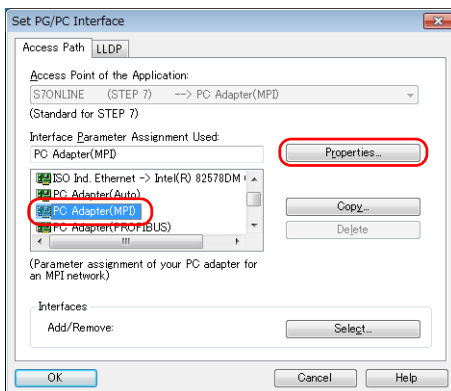 Set PG/PC Interface
Access Path LLDP
Access Point of the Application:
S7ONLINE (STEP 7) --> PC Adapter(MPI)
(Standard for STEP 7)
Interface Parameter Assignment Used:
PC Adapter(MPI)
Properties...
ISO Ind. Ethernet -> Intel(R) 82578DM
PC Adapter(Auto)
PC Adapter(MPI)
PC Adapter(PROFIBUS)
Copy...
Delete
(Parameter assignment of your PC adapter for
an MPI network)
Interfaces
Add/Remove:
Select...
OK Cancel Help